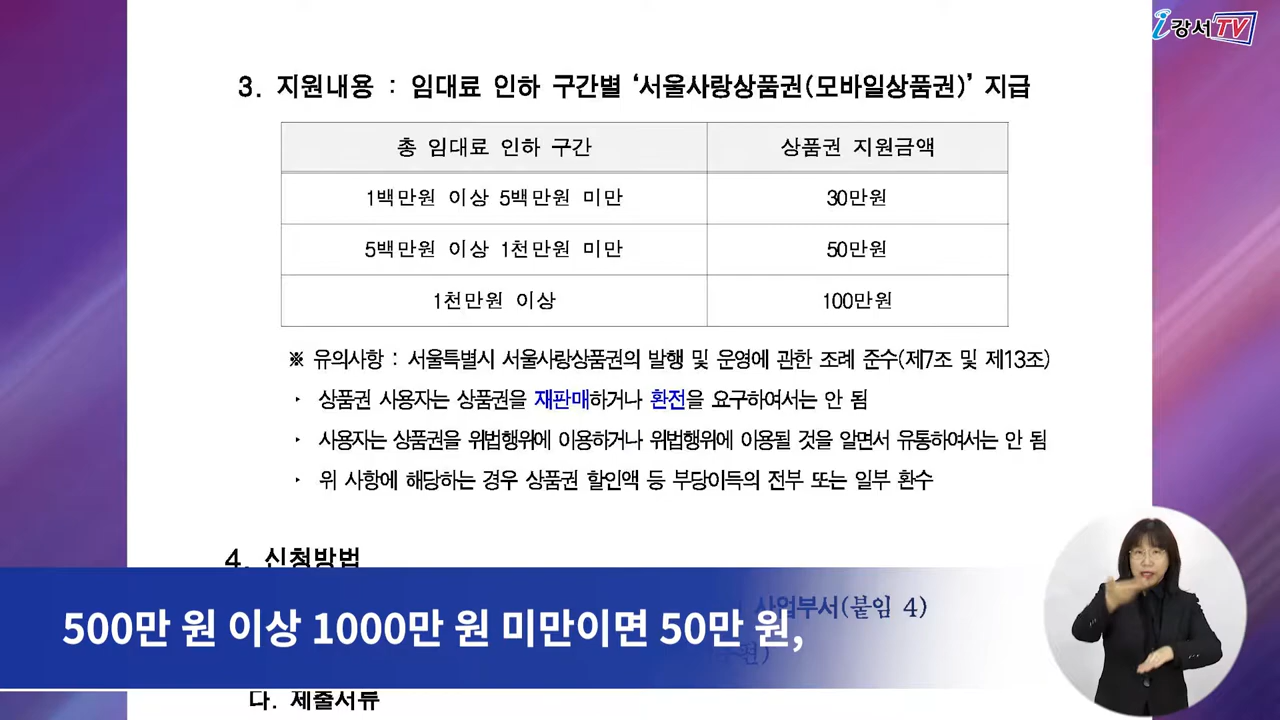 i강서TV
3. 지원내용 : 임대료 인하 구간별 ‘서울사랑상품권(모바일상품권)’ 지급
총 임대료 인하 구간 상품권 지원금액
1백만원 이상 5백만원 미만 30만원
5백만원 이상 1천만원 미만 50만원
1천만원 이상 100만원
※ 유의사항 : 서울특별시 서울사랑상품권의 발행 및 운영에 관한 조례 준수(제7조 및 제13조)
‣ 상품권 사용자는 상품권을 재판매하거나 환전을 요구하여서는 안 됨
‣ 사용자는 상품권을 위법행위에 이용하거나 위법행위에 이용될 것을 알면서 유통하여서는 안 됨
‣ 위 사항에 해당하는 경우 상품권 할인액 등 부당이득의 전부 또는 일부 환수
4. 신청방법
사업부서(붙임 4)
500만 원 이상 1000만 원 미만이면 50만 원,
다. 제출서류